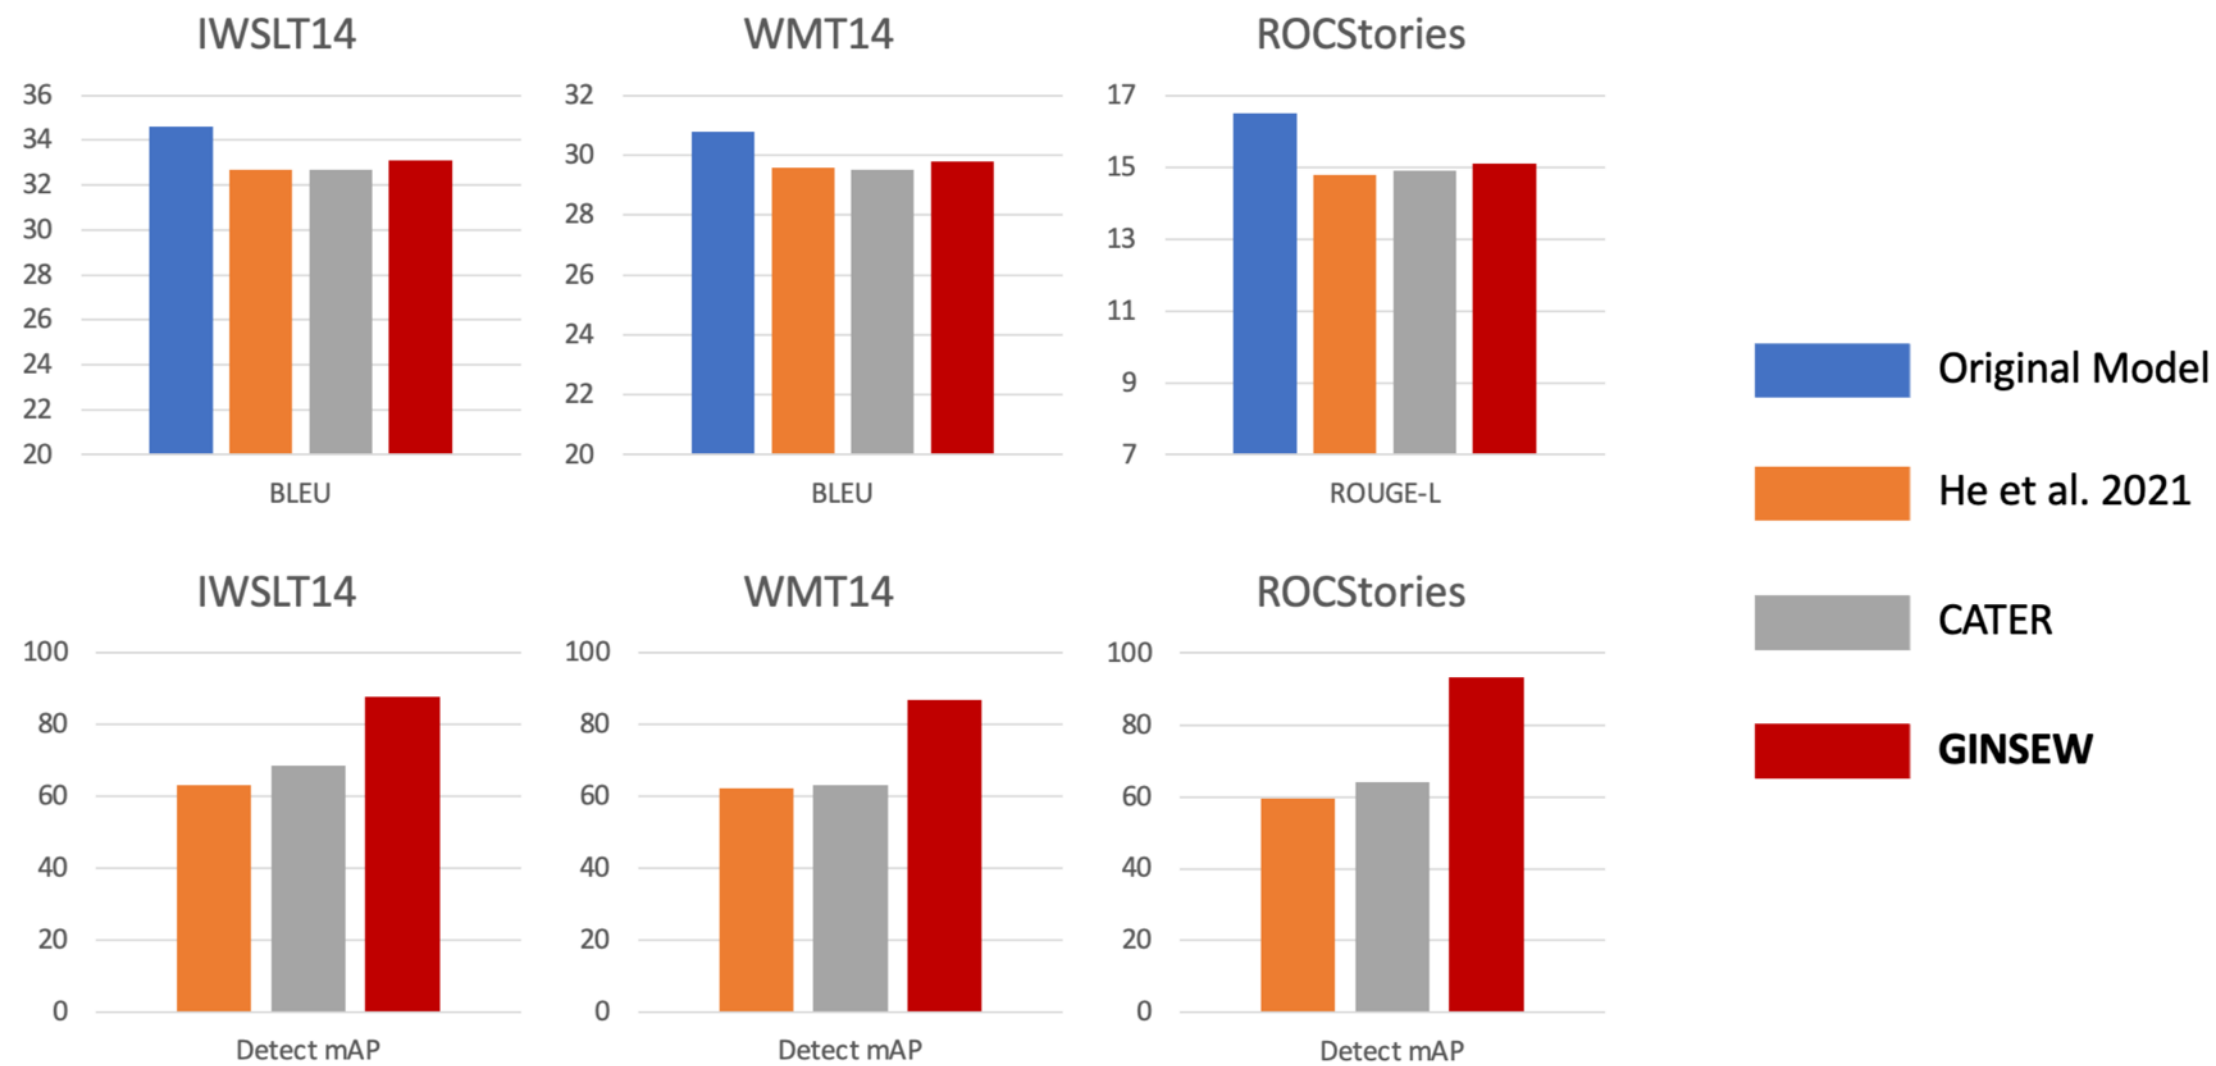 IWSLT14
36
34
32
30
28
26
24
22
20
BLEU
WMT14
32
30
28
26
24
22
20
BLEU
ROCStories
17
15
13
11
9
7
ROUGE-L
IWSLT14
100
80
60
40
20
0
Detect mAP
WMT14
100
80
60
40
20
0
Detect mAP
ROCStories
100
80
60
40
20
0
Detect mAP
Original Model
He et al. 2021
CATER
GINSEW